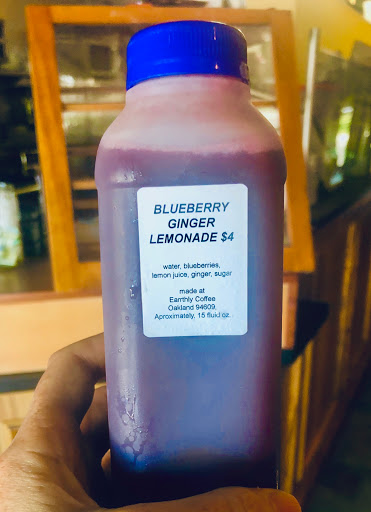 BLUEBERRY
GINGER
LEMONADE $4
water, blueberries,
lemon juice, ginger, sugar
made at
Earthly Coffee
Oakland 94609.
Aproximately, 15 fluid oz.